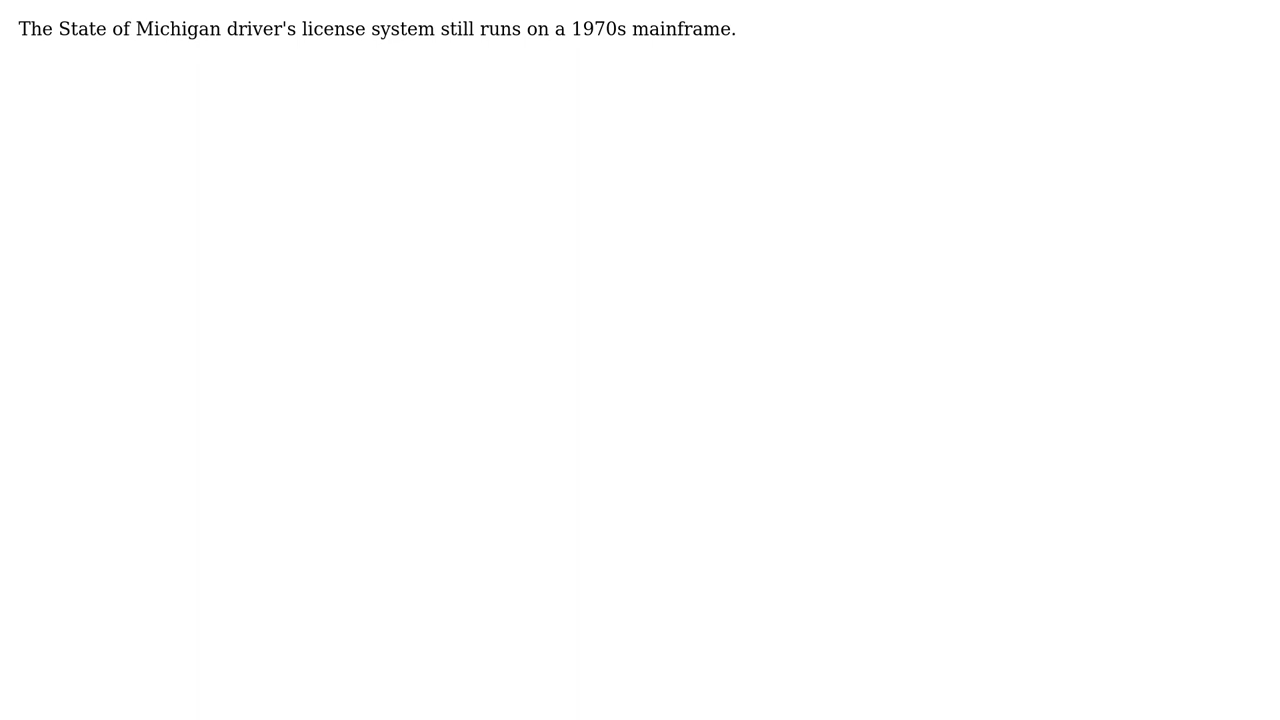 The State of Michigan driver's license system still runs on a 1970s mainframe.